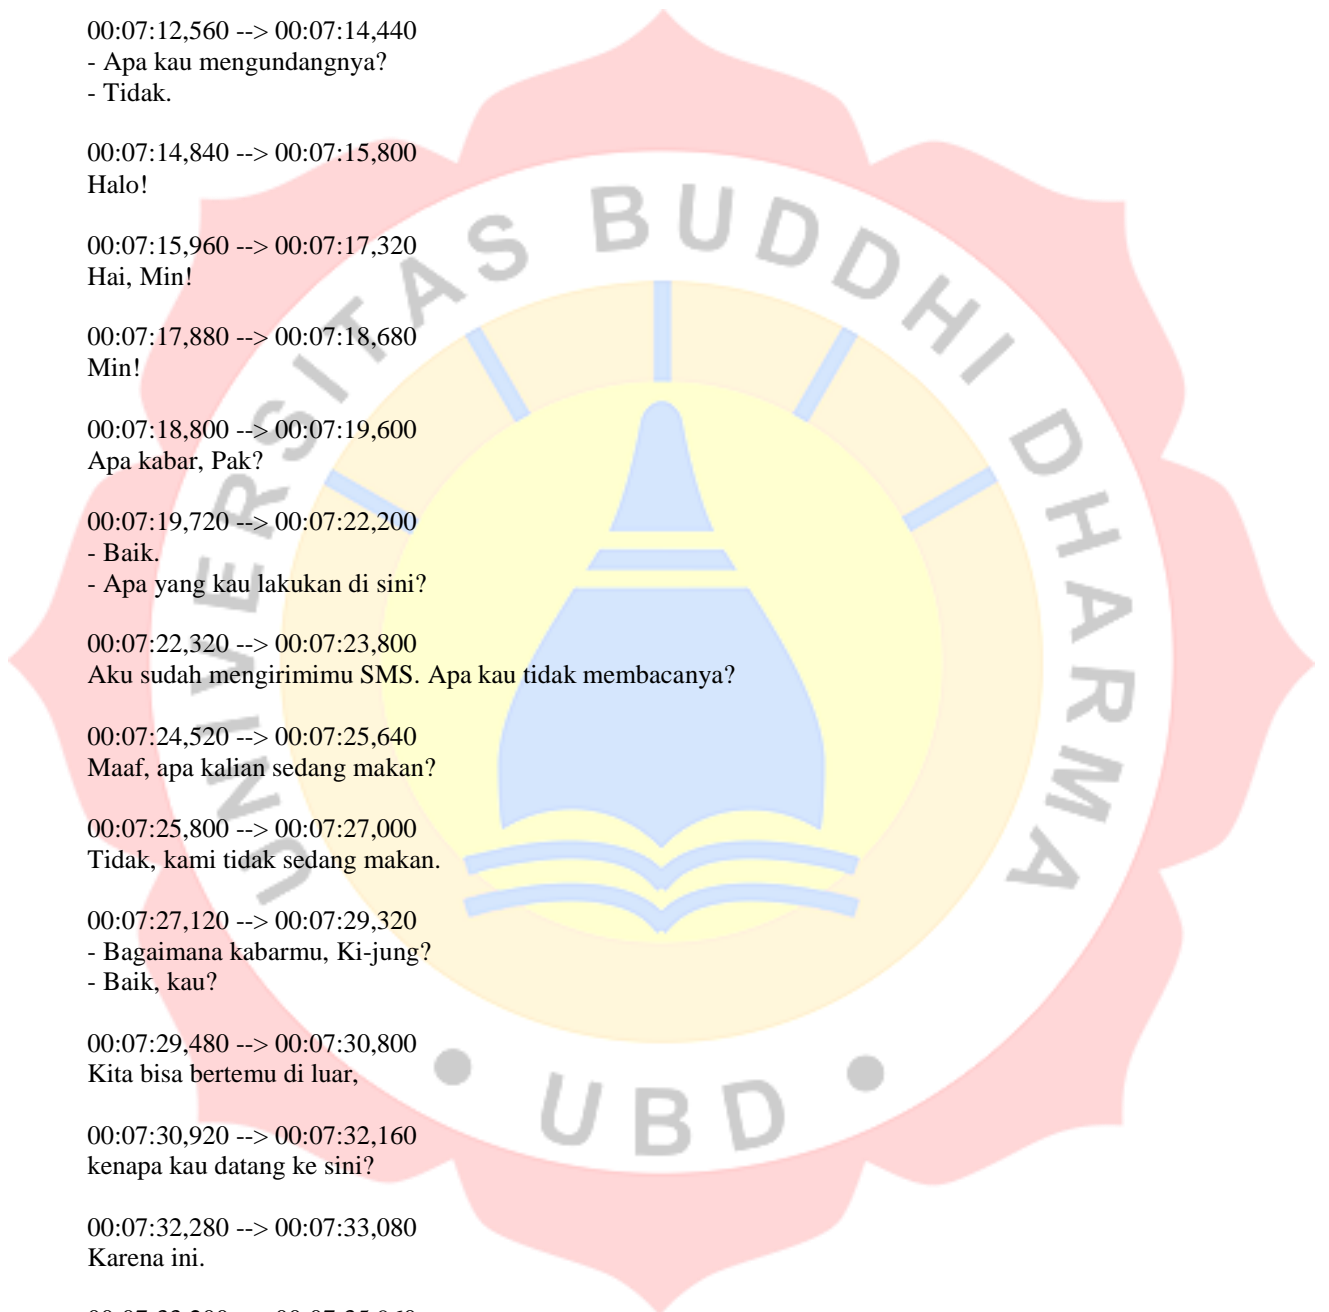 00:07:12,560 --> 00:07:14,440
- Apa kau mengundangnya?
- Tidak.
00:07:14,840 --> 00:07:15,800
Halo!
00:07:15,960 --> 00:07:17,320
Hai, Min!
00:07:17,880 --> 00:07:18,680
Min!
00:07:18,800 --> 00:07:19,600
Apa kabar, Pak?
00:07:19,720 --> 00:07:22,200
- Baik.
- Apa yang kau lakukan di sini?
00:07:22,320 --> 00:07:23,800
Aku sudah mengirimimu SMS. Apa kau tidak membacanya?
00:07:24,520 --> 00:07:25,640
Maaf, apa kalian sedang makan?
00:07:25,800 --> 00:07:27,000
Tidak, kami tidak sedang makan.
00:07:27,120 --> 00:07:29,320
- Bagaimana kabarmu, Ki-jung?
- Baik, kau?
00:07:29,480 --> 00:07:30,800
Kita bisa bertemu di luar,
00:07:30,920 --> 00:07:32,160
kenapa kau datang ke sini?
00:07:32,280 --> 00:07:33,080
Karena ini.
UNIVERSITAS BUDDHI DHARMA
• UBD •